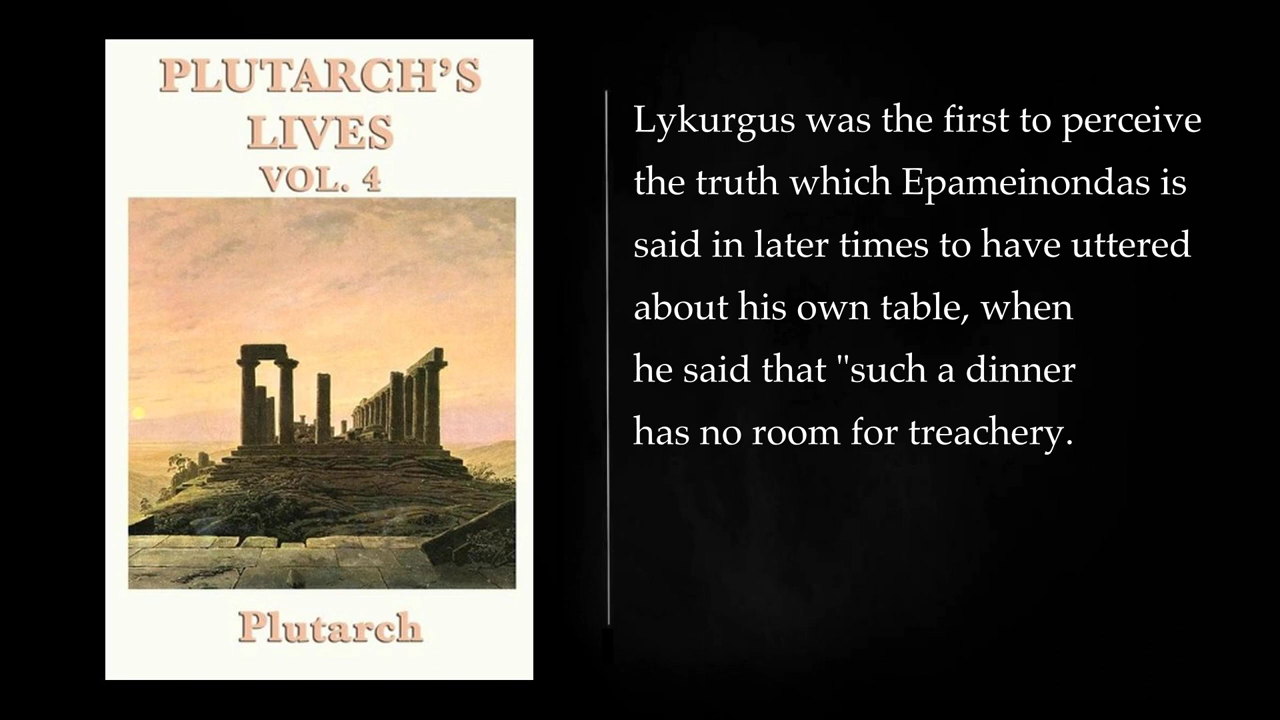 PLUTARCH’S
LIVES
VOL. 4
Plutarch
Lykurgus was the first to perceive
the truth which Epameinondas is
said in later times to have uttered
about his own table, when
he said that "such a dinner
has no room for treachery.